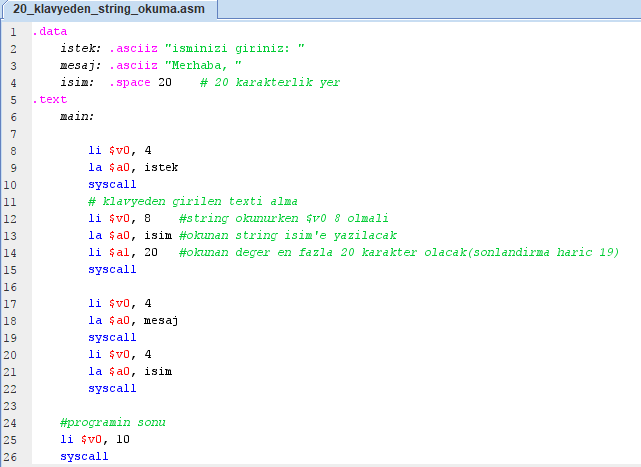 20_klavyeden_string_okuma.asm
1 .data
2 istek: .asciiz "isminizi giriniz: "
3 mesaj: .asciiz "Merhaba, "
4 isim: .space 20 # 20 karakterlik yer
5 .text
6 main:
7
8 li $v0, 4
9 la $a0, istek
10 syscall
11 # klavyeden girilen texti alma
12 li $v0, 8 #string okunurken $v0 8 olmali
13 la $a0, isim #okunan string isim'e yazilacak
14 li $a1, 20 #okunan deger en fazla 20 karakter olacak(sonlandirma haric 19)
15 syscall
16
17 li $v0, 4
18 la $a0, mesaj
19 syscall
20 li $v0, 4
21 la $a0, isim
22 syscall
23
24 #programin sonu
25 li $v0, 10
26 syscall